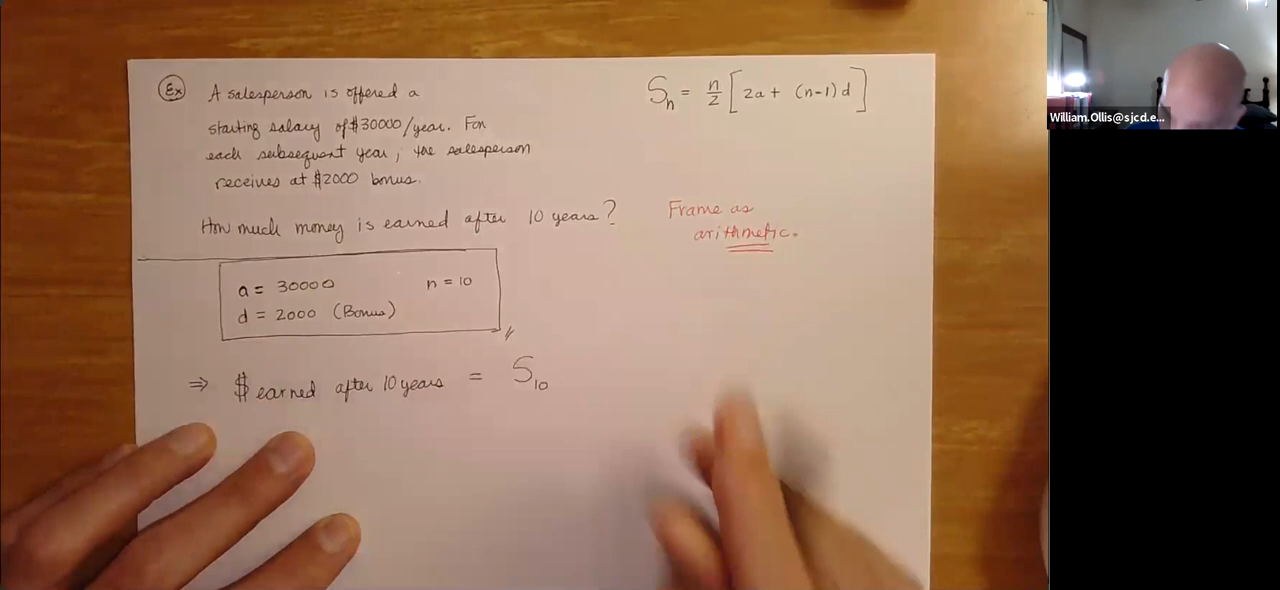 Ex
A salesperson is offered a
starting salary of $30000/year. For
each subsequent year, the salesperson
receives at $2000 bonus.
How much money is earned after 10 years?
Sn = n/2 [2a + (n-1)d]
Frame as
arithmetic.
a = 30000 n = 10
d = 2000 (Bonus)
⇒ $ earned after 10 years = S10
William.Ollis@sjcd.e...